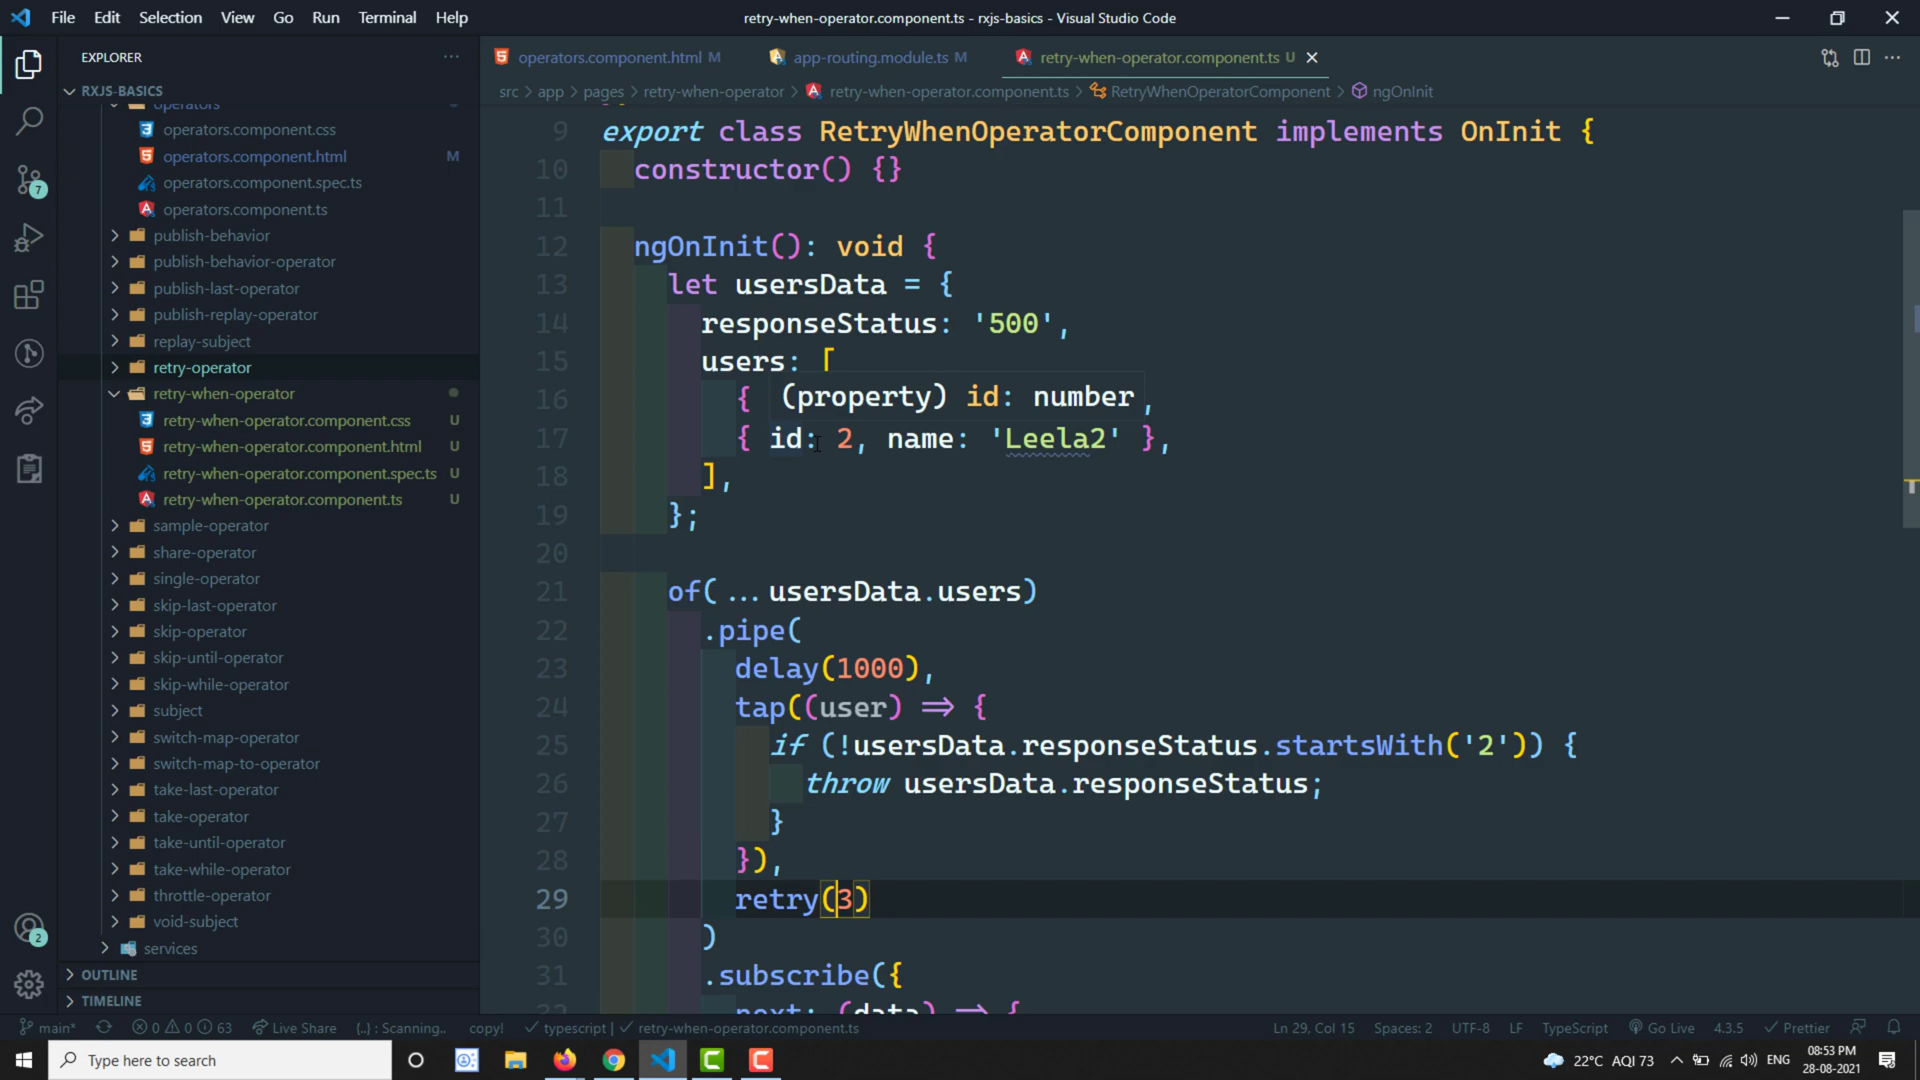 File Edit Selection View Go Run Terminal Help
retry-when-operator.component.ts - rxjs-basics - Visual Studio Code
EXPLORER
RXJS-BASICS
operators
operators.component.css
operators.component.html M
operators.component.spec.ts
operators.component.ts
publish-behavior
publish-behavior-operator
publish-last-operator
publish-replay-operator
replay-subject
retry-operator
retry-when-operator
retry-when-operator.component.css U
retry-when-operator.component.html U
retry-when-operator.component.spec.ts U
retry-when-operator.component.ts U
sample-operator
share-operator
single-operator
skip-last-operator
skip-operator
skip-until-operator
skip-while-operator
subject
switch-map-operator
switch-map-to-operator
take-last-operator
take-operator
take-until-operator
take-while-operator
throttle-operator
void-subject
services
OUTLINE
TIMELINE
7
2
operators.component.html M
app-routing.module.ts M
retry-when-operator.component.ts U
src > app > pages > retry-when-operator > retry-when-operator.component.ts > RetryWhenOperatorComponent > ngOnInit
9 export class RetryWhenOperatorComponent implements OnInit {
10 constructor() {}
11
12 ngOnInit(): void {
13 let usersData = {
14 responseStatus: '500',
15 users: [
16 { (property) id: number ,
17 { id: 2, name: 'Leela2' },
18 ],
19 };
20
21 of(...usersData.users)
22 .pipe(
23 delay(1000),
24 tap((user) => {
25 if (!usersData.responseStatus.startsWith('2')) {
26 throw usersData.responseStatus;
27 }
28 }),
29 retry(3)
30 )
31 .subscribe({
next: (data) => {
main* 0 0 63 Live Share {..} : Scanning.. copy! typescript | retry-when-operator.component.ts Ln 29, Col 15 Spaces: 2 UTF-8 LF TypeScript Go Live 4.3.5 Prettier
Type here to search
22°C AQI 73 ENG
08:53 PM
28-08-2021